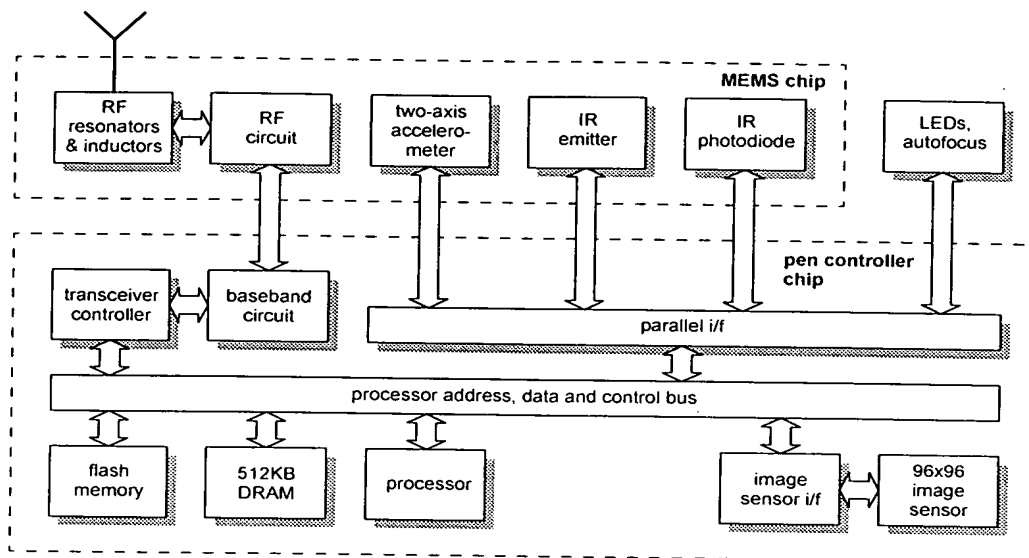 MEMS chip
RF
resonators
& inductors
RF
circuit
two-axis
accelero-
meter
IR
emitter
IR
photodiode
LEDs,
autofocus
pen controller
chip
transceiver
controller
baseband
circuit
parallel i/f
processor address, data and control bus
flash
memory
512KB
DRAM
processor
image
sensor i/f
96x96
image
sensor